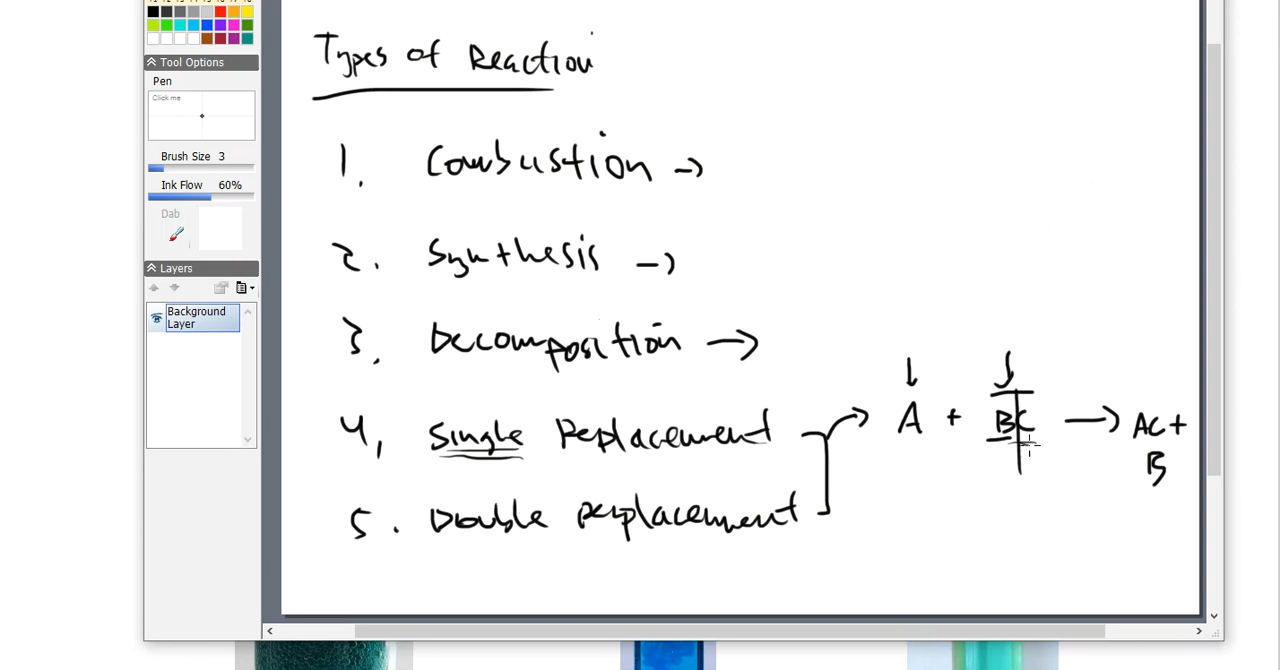 Tool Options
Pen
Click me
Brush Size 3
Ink Flow 60%
Dab
Layers
Background
Layer
Types of Reaction
1. Combustion →
2. Synthesis →
3. Decomposition →
4, Single Replacement → A + BC → AC +
B
5. Double Replacement